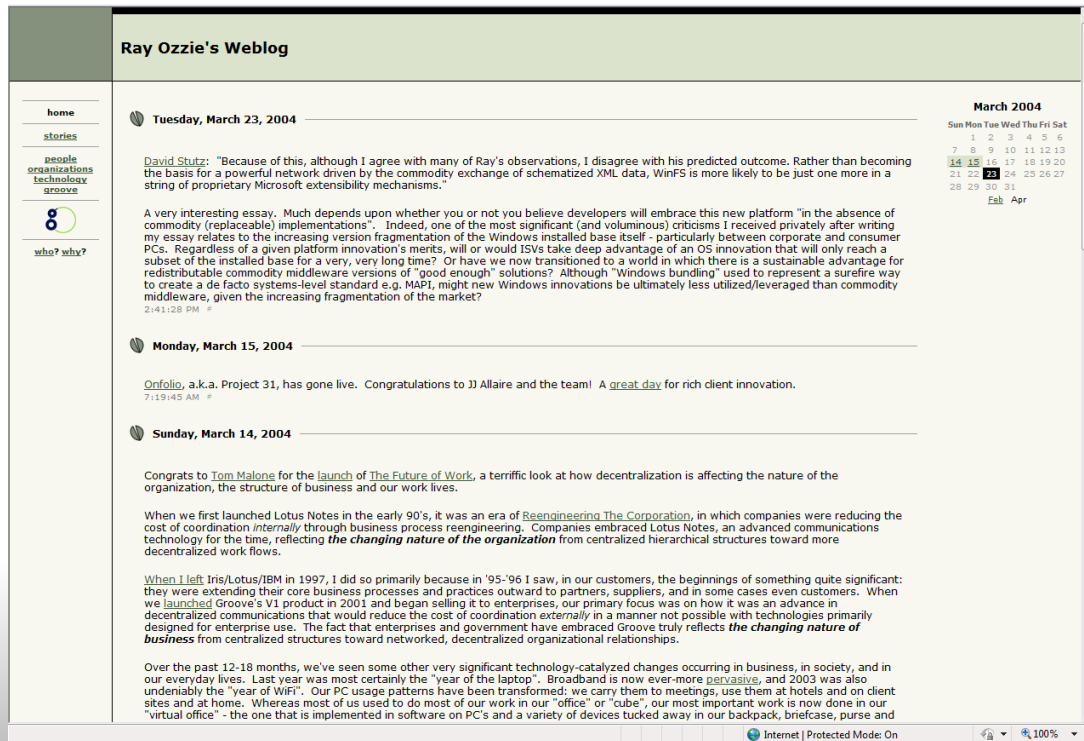 Ray Ozzie's Weblog
home
stories
people
organizations
technology
groove
who? why?
Tuesday, March 23, 2004
David Stutz:  "Because of this, although I agree with many of Ray's observations, I disagree with his predicted outcome. Rather than becoming
the basis for a powerful network driven by the commodity exchange of schematized XML data, WinFS is more likely to be just one more in a
string of proprietary Microsoft extensibility mechanisms."
A very interesting essay.  Much depends upon whether you or not you believe developers will embrace this new platform "in the absence of
commodity (replaceable) implementations".   Indeed, one of the most significant (and voluminous) criticisms I received privately after writing
my essay relates to the increasing version fragmentation of the Windows installed base itself - particularly between corporate and consumer
PCs.  Regardless of a given platform innovation's merits, will or would ISVs take deep advantage of an OS innovation that will only reach a
subset of the installed base for a very, very long time?  Or have we now transitioned to a world in which there is a sustainable advantage for
redistributable commodity middleware versions of "good enough" solutions?  Although "Windows bundling" used to represent a surefire way
to create a de facto systems-level standard e.g. MAPI, might new Windows innovations be ultimately less utilized/leveraged than commodity
middleware, given the increasing fragmentation of the market?
2:41:28 PM  #
Monday, March 15, 2004
Onfolio, a.k.a. Project 31, has gone live.  Congratulations to JJ Allaire and the team!  A great day for rich client innovation.
7:19:45 AM  #
Sunday, March 14, 2004
Congrats to Tom Malone for the launch of The Future of Work, a terriffic look at how decentralization is affecting the nature of the
organization, the structure of business and our work lives.
When we first launched Lotus Notes in the early 90's, it was an era of Reengineering The Corporation, in which companies were reducing the
cost of coordination internally through business process reengineering.  Companies embraced Lotus Notes, an advanced communications
technology for the time, reflecting the changing nature of the organization from centralized hierarchical structures toward more
decentralized work flows.
When I left Iris/Lotus/IBM in 1997, I did so primarily because in '95-'96 I saw, in our customers, the beginnings of something quite significant:
they were extending their core business processes and practices outward to partners, suppliers, and in some cases even customers.  When
we launched Groove's V1 product in 2001 and began selling it to enterprises, our primary focus was on how it was an advance in
decentralized communications that would reduce the cost of coordination externally in a manner not possible with technologies primarily
designed for enterprise use.  The fact that enterprises and government have embraced Groove truly reflects the changing nature of
business from centralized structures toward networked, decentralized organizational relationships.
Over the past 12-18 months, we've seen some other very significant technology-catalyzed changes occurring in business, in society, and in
our everyday lives.  Last year was most certainly the "year of the laptop".  Broadband is now ever-more pervasive, and 2003 was also
undeniably the "year of WiFi".  Our PC usage patterns have been transformed: we carry them to meetings, use them at hotels and on client
sites and at home.  Whereas most of us used to do most of our work in our "office" or "cube", our most important work is now done in our
"virtual office" - the one that is implemented in software on PC's and a variety of devices tucked away in our backpack, briefcase, purse and
March 2004
Sun Mon Tue Wed Thu Fri Sat
1 2 3 4 5 6
7 8 9 10 11 12 13
14 15 16 17 18 19 20
21 22 23 24 25 26 27
28 29 30 31
Feb Apr
Internet | Protected Mode: On
100%